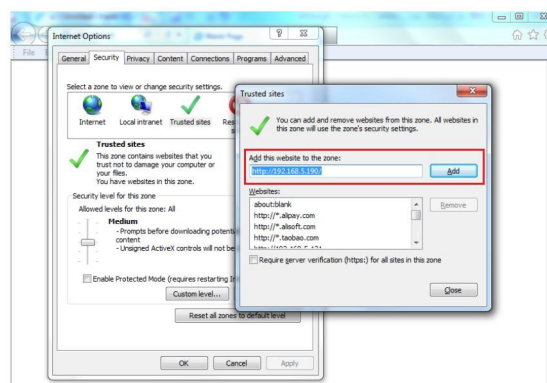 Internet Options
File
General Security Privacy Content Connections Programs Advanced
Select a zone to view or change security settings.
Internet Local intranet Trusted sites
Trusted sites
This zone contains websites that you
trust not to damage your computer or
your files.
You have websites in this zone.
Security level for this zone
Allowed levels for this zone: All
Medium
- Prompts before downloading potenti
content
- Unsigned ActiveX controls will not be
Enable Protected Mode (requires restarting
Custom level...
Reset all zones to default level
OK Cancel Apply
Trusted sites
You can add and remove websites from this zone. All websites in
this zone will use the zone's security settings.
Add this website to the zone:
http://192.168.5.190/ Add
Websites:
about:blank Remove
http://*.alipay.com
http://*.alisoft.com
http://*.taobao.com
Require server verification (https:) for all sites in this zone
Close